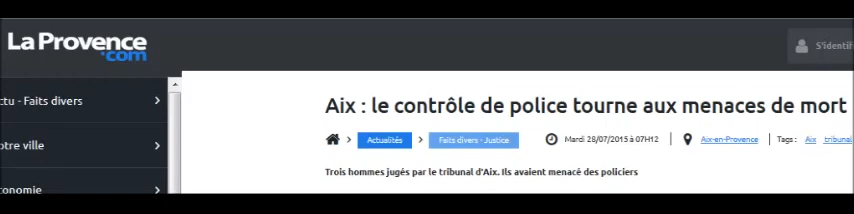 La Provence
.com
S'identif
ctu - Faits divers
Aix : le contrôle de police tourne aux menaces de mort
Actualités Faits divers - Justice Mardi 28/07/2015 à 07H12 Aix-en-Provence Tags : Aix tribunal
otre ville
Trois hommes jugés par le tribunal d'Aix. Ils avaient menacé des policiers
conomie